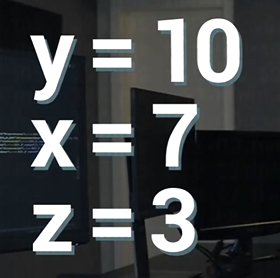 y = 10
x = 7
z = 3